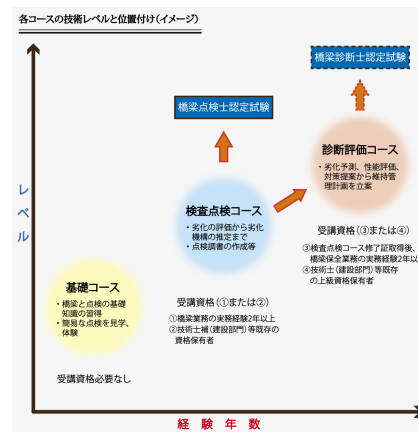 各コースの技術レベルと位置付け(イメージ)
橋梁診断士認定試験
橋梁点検士認定試験
診断評価コース
・劣化予測、性能評価、
対策提案から維持管
理計画を立案
検査点検コース
・劣化の評価から劣化
機構の推定まで
・点検調書の作成等
受講資格(③または④)
③検査点検コース修了証取得後、
橋梁保全業務の実務経験2年以
④技術士(建設部門)等既存
の上級資格保有者
基礎コース
・橋梁と点検の基礎
知識の習得
・簡易な点検を見学、
体験
受講資格(①または②)
①橋梁業務の実務経験2年以上
②技術士補(建設部門)等既存の
資格保有者
受講資格必要なし
レベル
経験年数